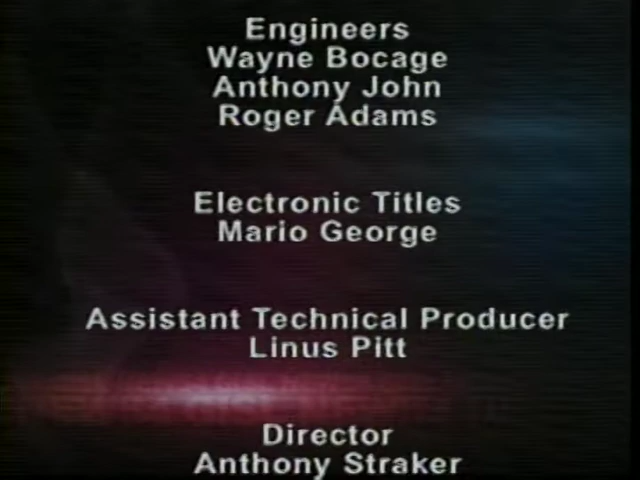 Engineers
Wayne Bocage
Anthony John
Roger Adams
Electronic Titles
Mario George
Assistant Technical Producer
Linus Pitt
Director
Anthony Straker